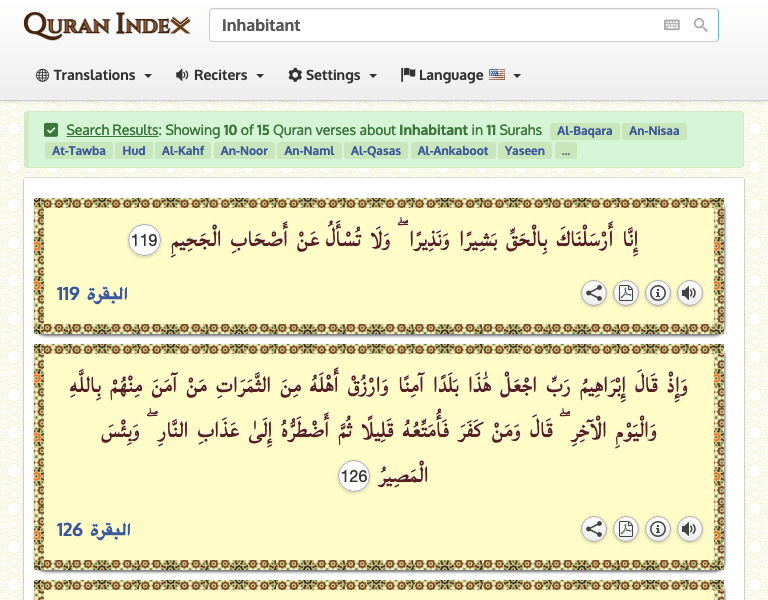 QURAN INDEX
Inhabitant
Translations Reciters Settings Language
Search Results: Showing 10 of 15 Quran verses about Inhabitant in 11 Surahs Al-Baqara An-Nisaa
At-Tawba Hud Al-Kahf An-Noor An-Naml Al-Qasas Al-Ankaboot Yaseen ...
إِنَّا أَرْسَلْنَاكَ بِالْحَقِّ بَشِيرًا وَنَذِيرًا ۖ وَلَا تُسْأَلُ عَنْ أَصْحَابِ الْجَحِيمِ 119
البقرة 119
وَإِذْ قَالَ إِبْرَاهِيمُ رَبِّ اجْعَلْ هَٰذَا بَلَدًا آمِنًا وَارْزُقْ أَهْلَهُ مِنَ الثَّمَرَاتِ مَنْ آمَنَ مِنْهُمْ بِاللَّهِ
وَالْيَوْمِ الْآخِرِ ۖ قَالَ وَمَنْ كَفَرَ فَأُمَتِّعُهُ قَلِيلًا ثُمَّ أَضْطَرُّهُ إِلَىٰ عَذَابِ النَّارِ ۖ وَبِئْسَ
الْمَصِيرُ 126
البقرة 126